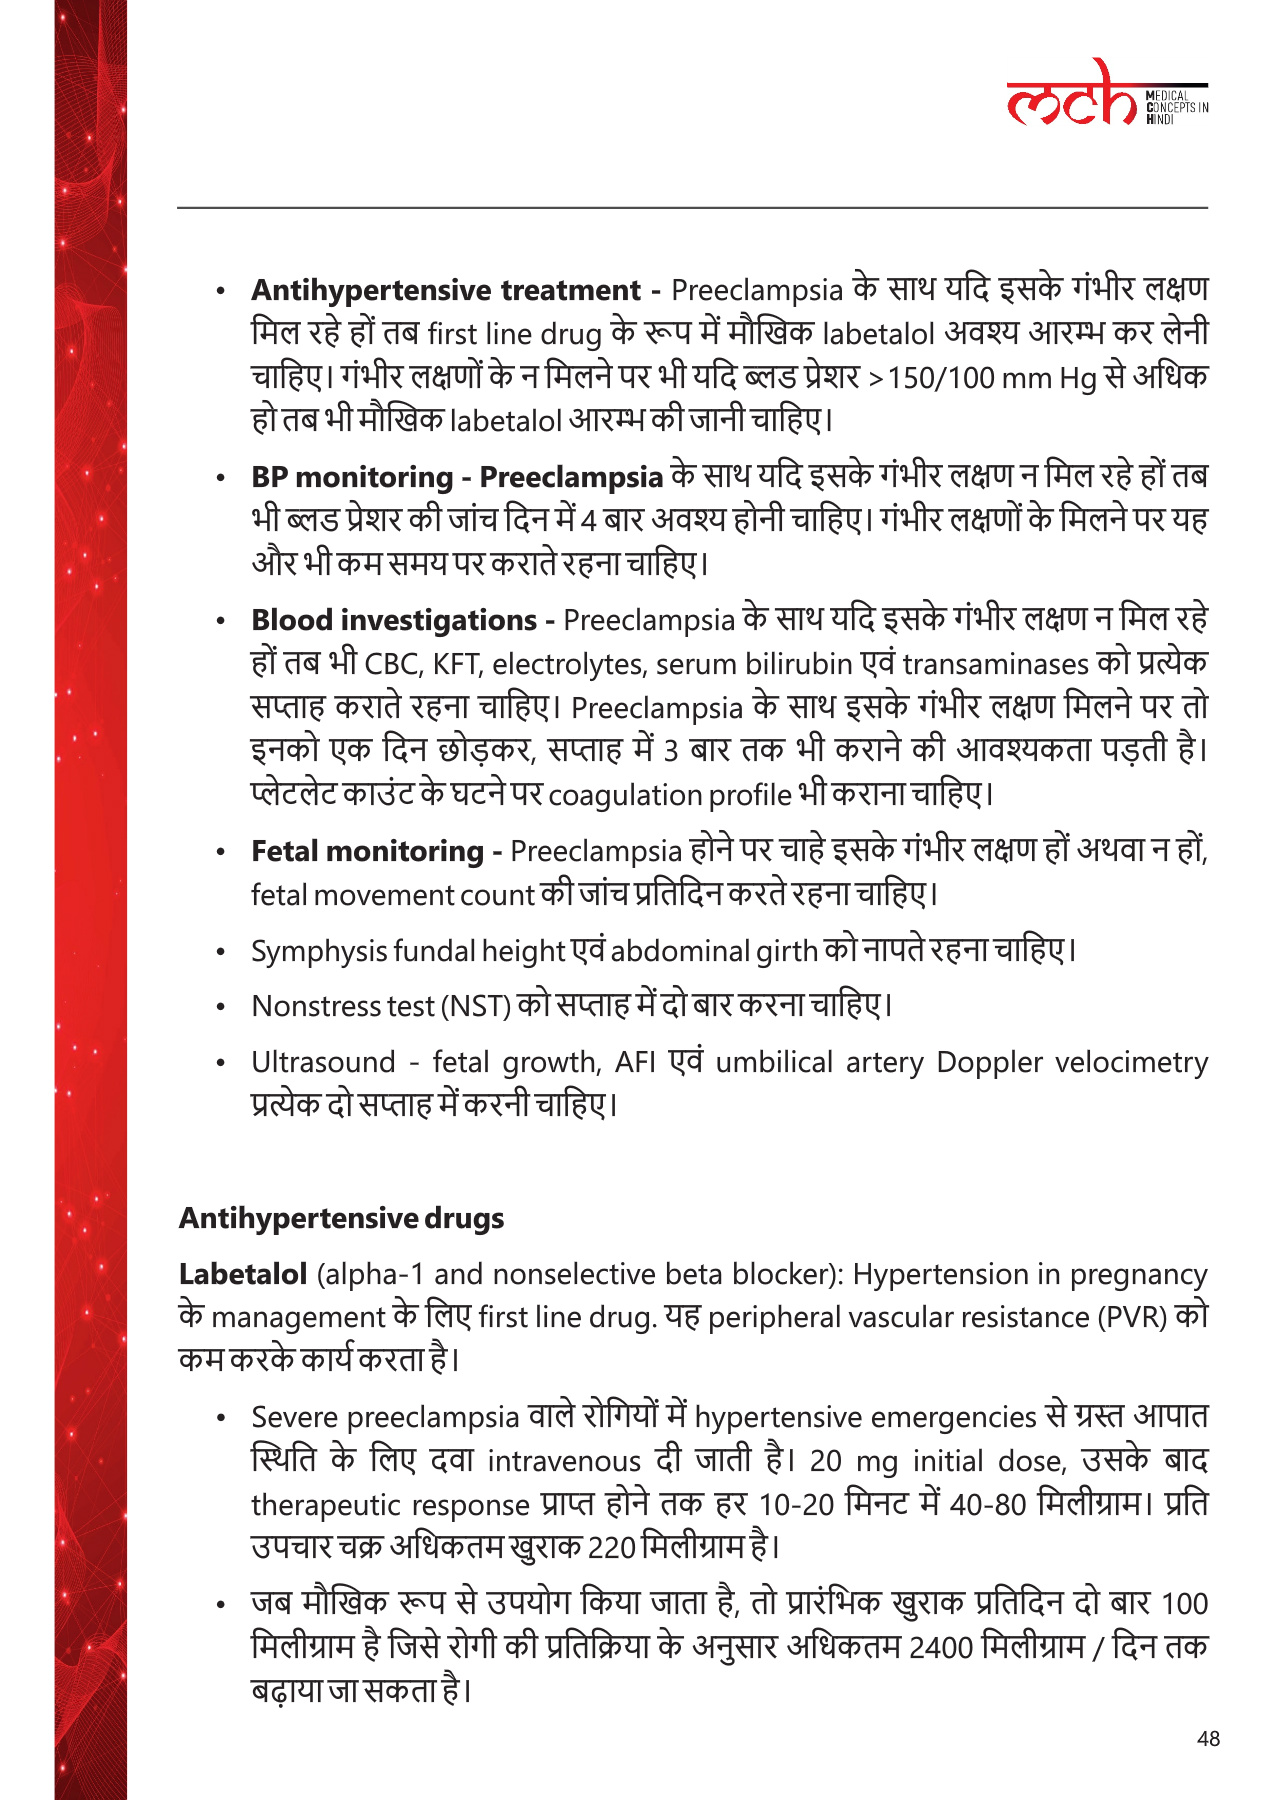 mch MEDICAL
CONCEPTS IN
HINDI
• Antihypertensive treatment - Preeclampsia के साथ यदि इसके गंभीर लक्षण
मिल रहे हों तब first line drug के रूप में मौखिक labetalol अवश्य आरम्भ कर लेनी
चाहिए। गंभीर लक्षणों के न मिलने पर भी यदि ब्लड प्रेशर >150/100 mm Hg से अधिक
हो तब भी मौखिक labetalol आरम्भ की जानी चाहिए।
• BP monitoring - Preeclampsia के साथ यदि इसके गंभीर लक्षण न मिल रहे हों तब
भी ब्लड प्रेशर की जांच दिन में 4 बार अवश्य होनी चाहिए। गंभीर लक्षणों के मिलने पर यह
और भी कम समय पर कराते रहना चाहिए।
• Blood investigations - Preeclampsia के साथ यदि इसके गंभीर लक्षण न मिल रहे
हों तब भी CBC, KFT, electrolytes, serum bilirubin एवं transaminases को प्रत्येक
सप्ताह कराते रहना चाहिए। Preeclampsia के साथ इसके गंभीर लक्षण मिलने पर तो
इनको एक दिन छोड़कर, सप्ताह में 3 बार तक भी कराने की आवश्यकता पड़ती है।
प्लेटलेट काउंट के घटने पर coagulation profile भी कराना चाहिए।
• Fetal monitoring - Preeclampsia होने पर चाहे इसके गंभीर लक्षण हों अथवा न हों,
fetal movement count की जांच प्रतिदिन करते रहना चाहिए।
• Symphysis fundal height एवं abdominal girth को नापते रहना चाहिए।
• Nonstress test (NST) को सप्ताह में दो बार करना चाहिए।
• Ultrasound - fetal growth, AFI एवं umbilical artery Doppler velocimetry
प्रत्येक दो सप्ताह में करनी चाहिए।
Antihypertensive drugs
Labetalol (alpha-1 and nonselective beta blocker): Hypertension in pregnancy
के management के लिए first line drug. यह peripheral vascular resistance (PVR) को
कम करके कार्य करता है।
• Severe preeclampsia वाले रोगियों में hypertensive emergencies से ग्रस्त आपात
स्थिति के लिए दवा intravenous दी जाती है। 20 mg initial dose, उसके बाद
therapeutic response प्राप्त होने तक हर 10-20 मिनट में 40-80 मिलीग्राम। प्रति
उपचार चक्र अधिकतम खुराक 220 मिलीग्राम है।
• जब मौखिक रूप से उपयोग किया जाता है, तो प्रारंभिक खुराक प्रतिदिन दो बार 100
मिलीग्राम है जिसे रोगी की प्रतिक्रिया के अनुसार अधिकतम 2400 मिलीग्राम / दिन तक
बढ़ाया जा सकता है।
48